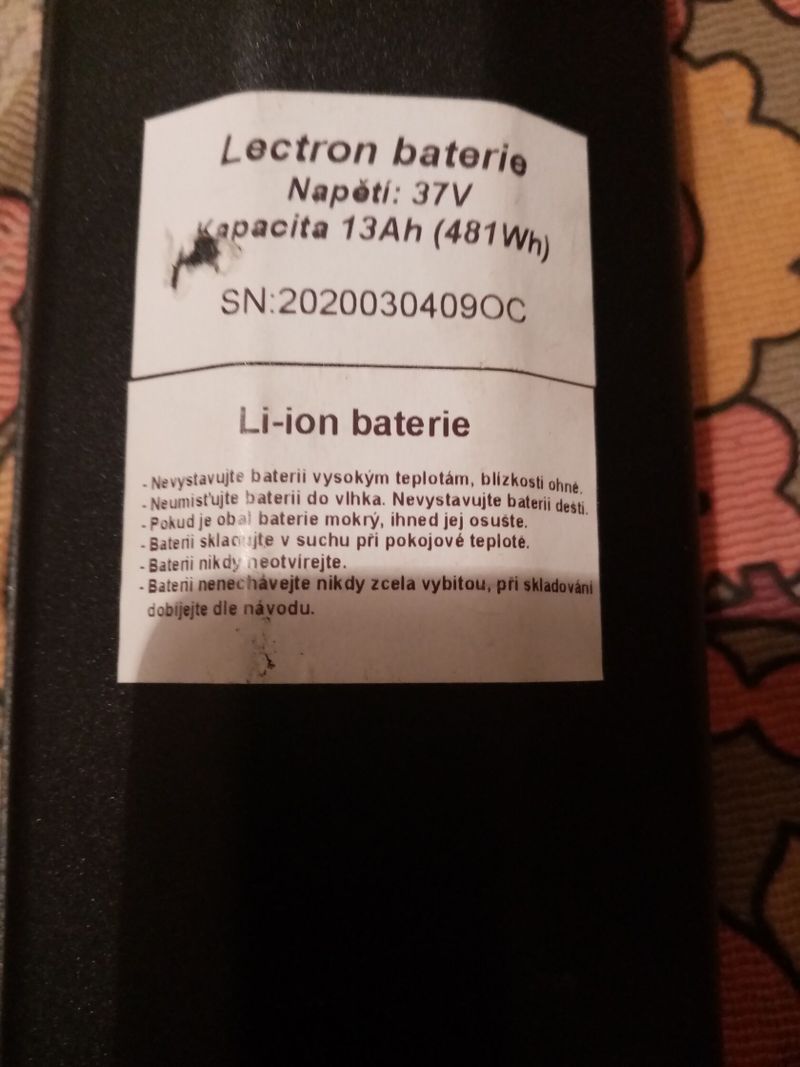 Lectron baterie
Napětí: 37V
Kapacita 13Ah (481Wh)
SN:2020030409OC
Li-ion baterie
- Nevystavujte baterii vysokým teplotám, blízkosti ohně.
- Neumisťujte baterii do vlhka. Nevystavujte baterii dešti.
- Pokud je obal baterie mokrý, ihned jej osušte.
- Baterii skladujte v suchu při pokojové teplotě.
- Baterii nikdy neotvírejte.
- Baterii nenechávejte nikdy zcela vybitou, při skladování
dobíjejte dle návodu.